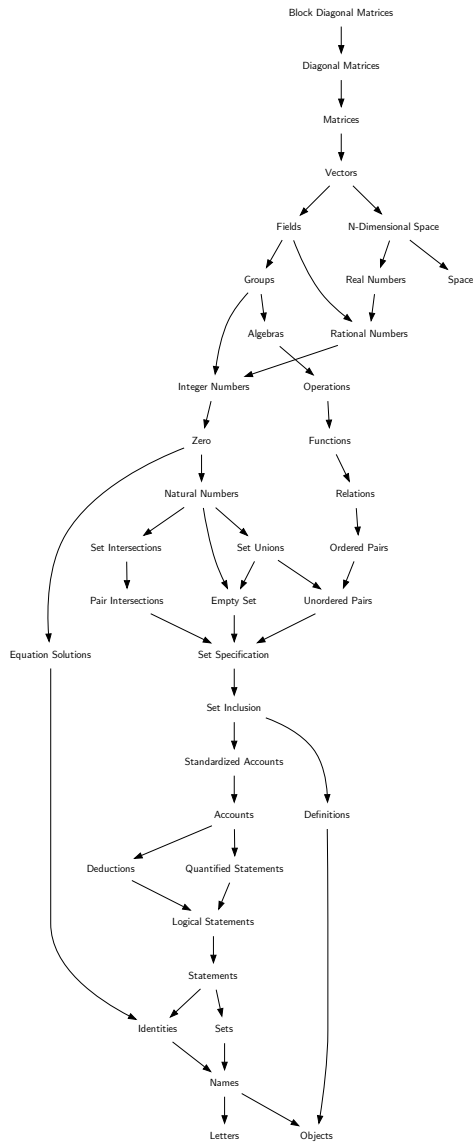 Block Diagonal Matrices
Diagonal Matrices
Matrices
Vectors
Fields
N-Dimensional Space
Groups
Real Numbers
Space
Algebras
Rational Numbers
Integer Numbers
Operations
Zero
Functions
Natural Numbers
Relations
Set Intersections
Set Unions
Ordered Pairs
Pair Intersections
Empty Set
Unordered Pairs
Equation Solutions
Set Specification
Set Inclusion
Standardized Accounts
Accounts
Definitions
Deductions
Quantified Statements
Logical Statements
Statements
Identities
Sets
Names
Letters
Objects